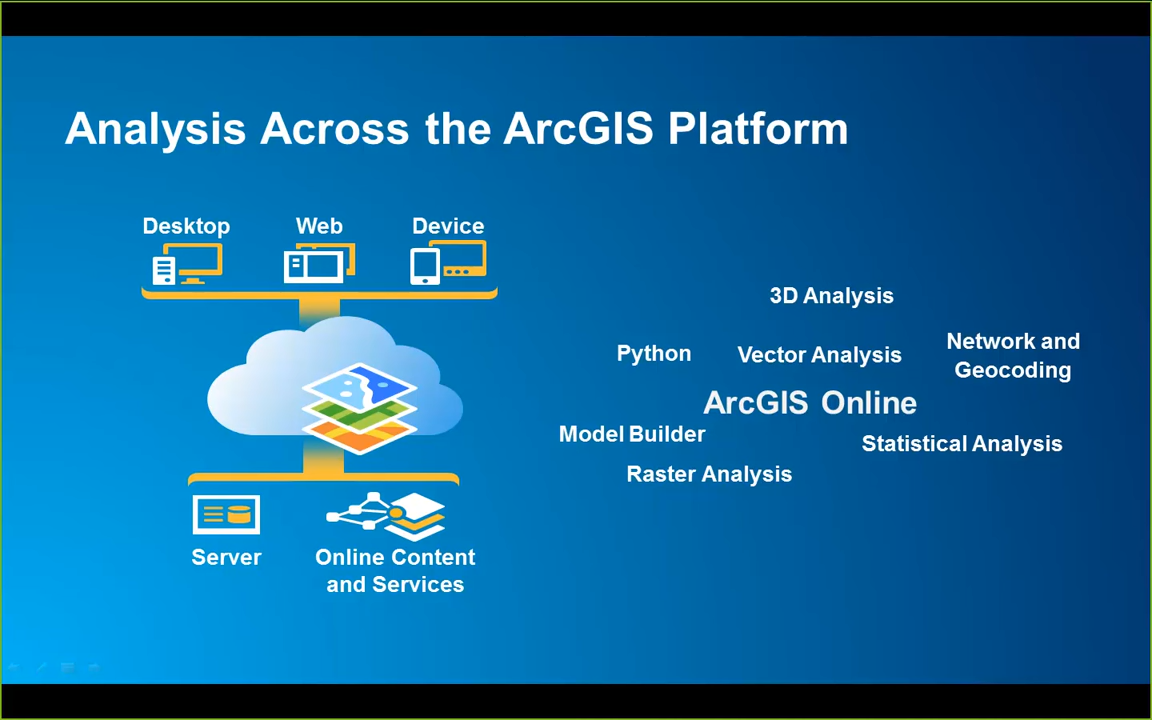 Analysis Across the ArcGIS Platform
Desktop
Web
Device
Server
Online Content
and Services
3D Analysis
Python
Vector Analysis
Network and
Geocoding
ArcGIS Online
Model Builder
Statistical Analysis
Raster Analysis